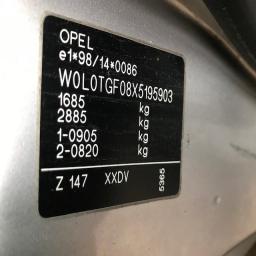 OPEL
e1*98/14*0086
W0L0TGF08X5195903
1685 kg
2885 kg
1-0905 kg
2-0820 kg
Z 147 XXDV 5365